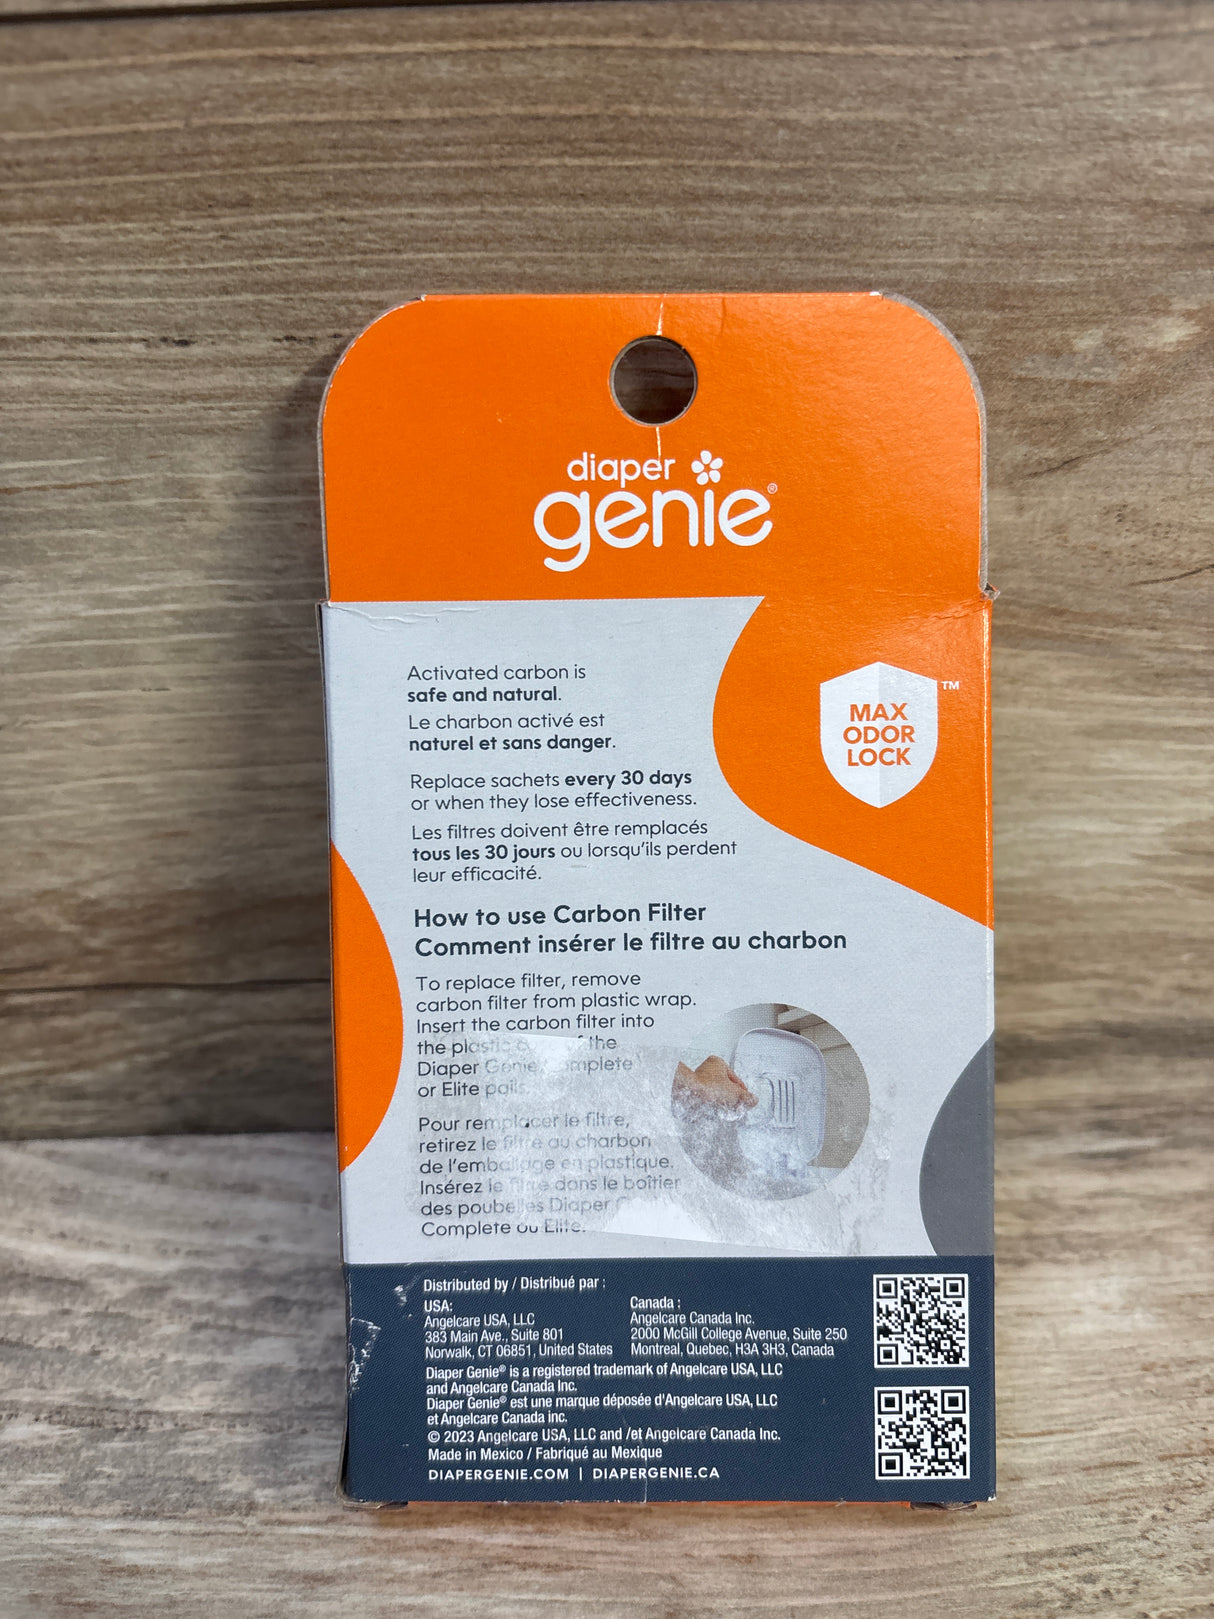 diaper
genie®
Activated carbon is
safe and natural.
Le charbon activé est
naturel et sans danger.
Replace sachets every 30 days
or when they lose effectiveness.
Les filtres doivent être remplacés
tous les 30 jours ou lorsqu'ils perdent
leur efficacité.
MAX
ODOR
LOCK
TM
How to use Carbon Filter
Comment insérer le filtre au charbon
To replace filter, remove
carbon filter from plastic wrap.
Insert the carbon filter into
the plastic of the
Diaper Genie Complete
or Elite pails.
Pour remplacer le filtre,
retirez le filtre au charbon
de l'emballage en plastique.
Insérez le filtre dans le boîtier
des poubelles Diaper
Complete ou Elite.
Distributed by / Distribué par :
USA:
Angelcare USA, LLC
383 Main Ave., Suite 801
Norwalk, CT 06851, United States
Canada :
Angelcare Canada Inc.
2000 McGill College Avenue, Suite 250
Montreal, Quebec, H3A 3H3, Canada
Diaper Genie® is a registered trademark of Angelcare USA, LLC
and Angelcare Canada Inc.
Diaper Genie® est une marque déposée d'Angelcare USA, LLC
et Angelcare Canada inc.
© 2023 Angelcare USA, LLC and /et Angelcare Canada Inc.
Made in Mexico / Fabriqué au Mexique
DIAPERGENIE.COM | DIAPERGENIE.CA